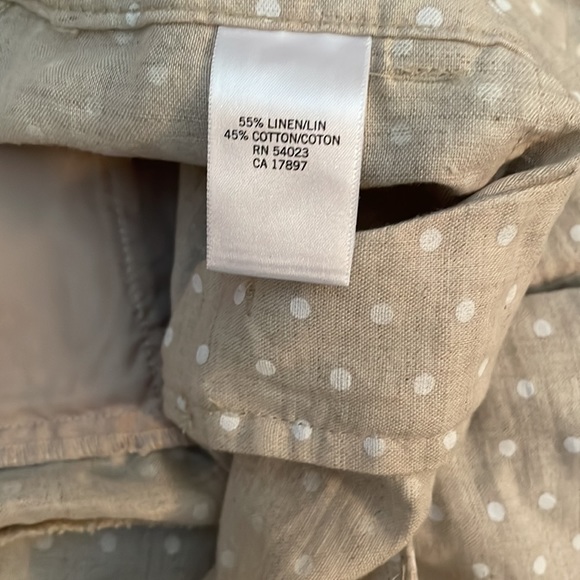 55% LINEN/LIN
45% COTTON/COTON
RN 54023
CA 17897